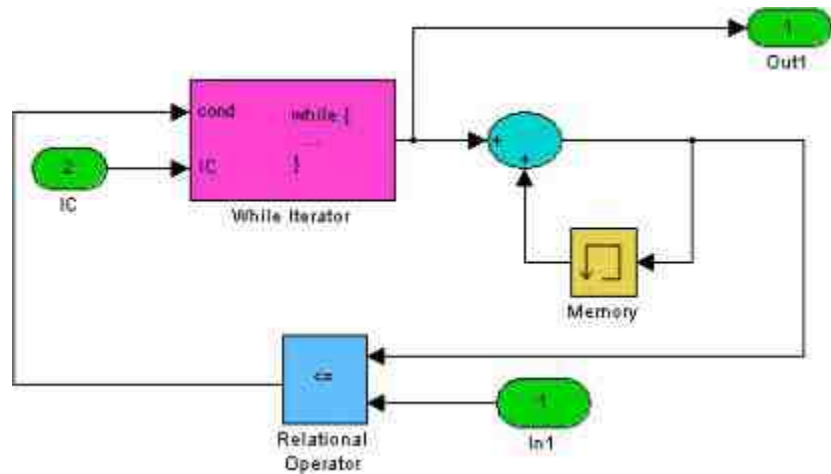 1
Out1
cond
while {
...
IC
}
While Iterator
2
IC
+
+
Memory
<=
Relational
Operator
1
In1